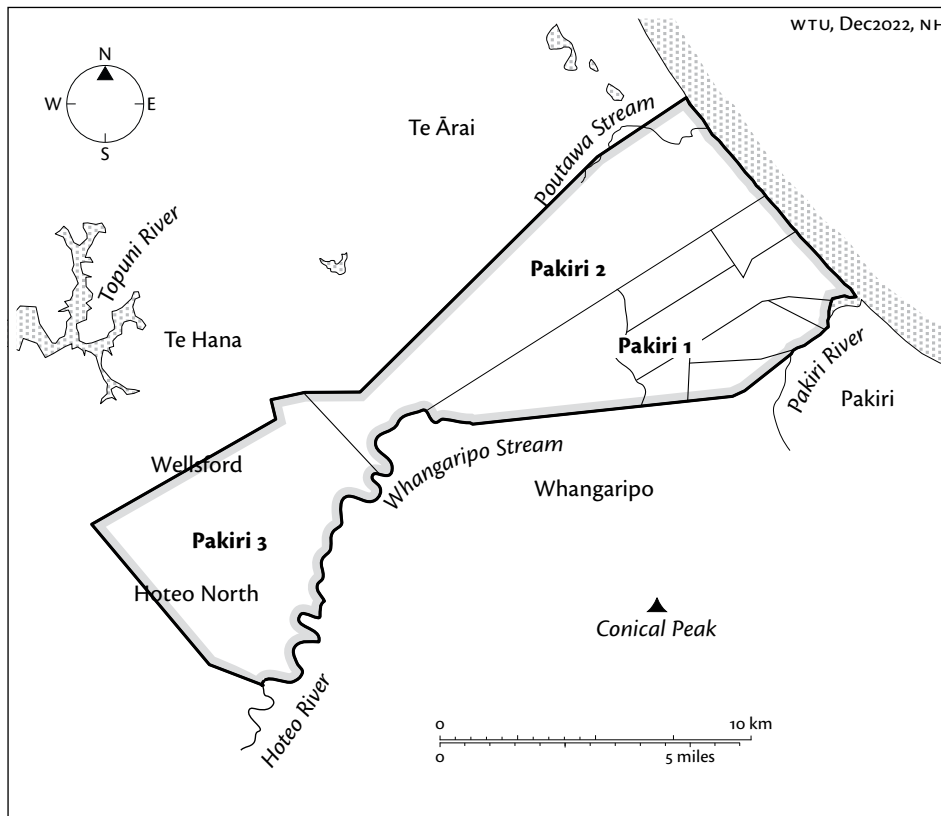 WTU, Dec2022, NH
N
W
E
S
Te Ārai
Poutawa Stream
Topuni River
Pakiri 2
Te Hana
Pakiri 1
Pakiri River
Pakiri
Wellsford
Whangaripo Stream
Whangaripo
Pakiri 3
Hoteo North
Conical Peak
Hoteo River
0 10 km
0 5 miles